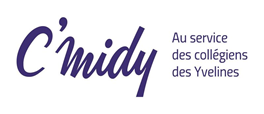 C'midy
Au service
des collégiens
des Yvelines